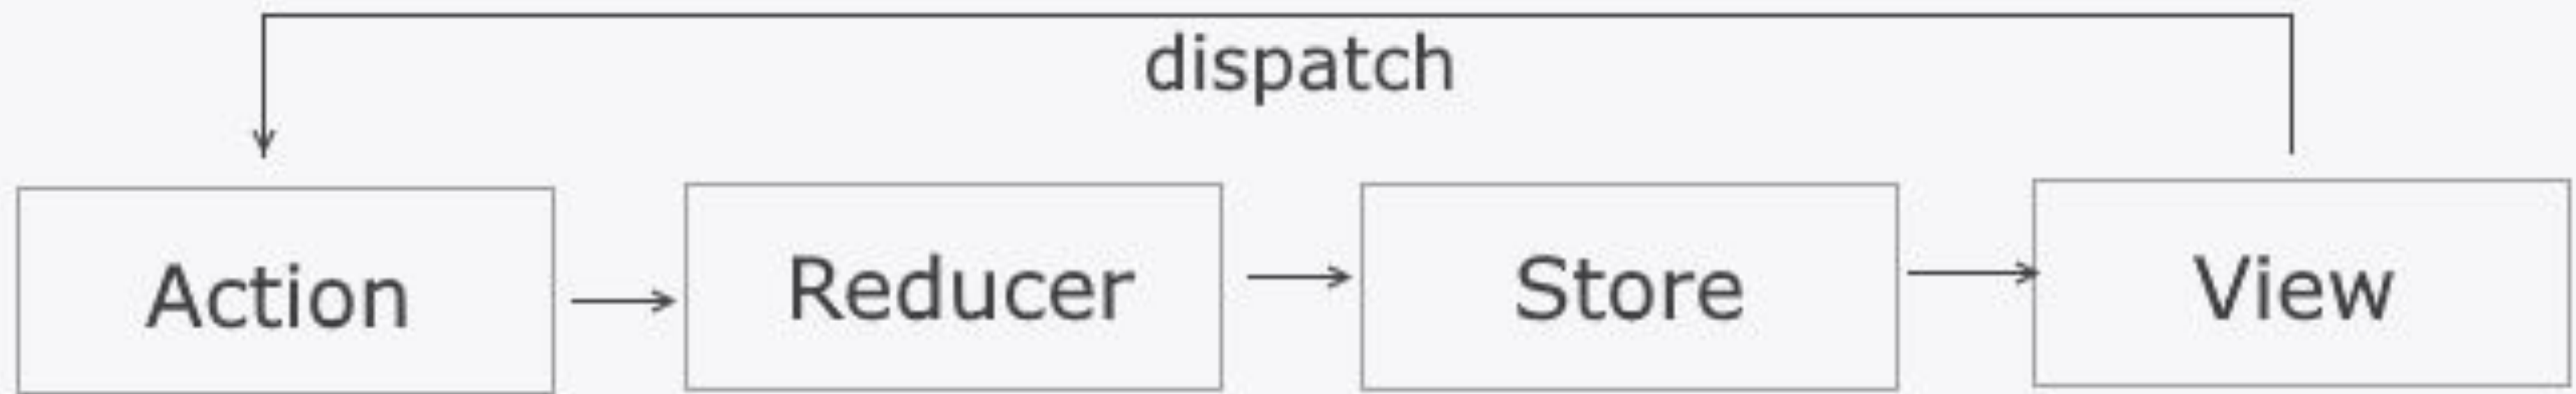 dispatch
Action
Reducer
Store
View